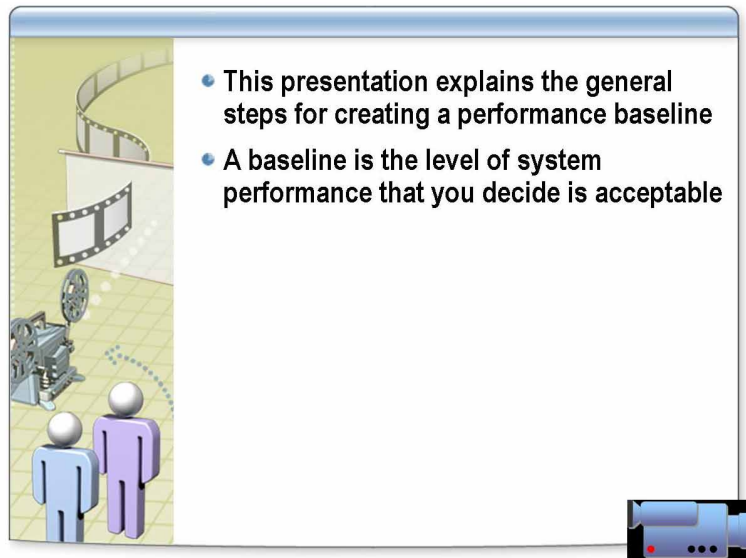 This presentation explains the general
steps for creating a performance baseline
A baseline is the level of system
performance that you decide is acceptable